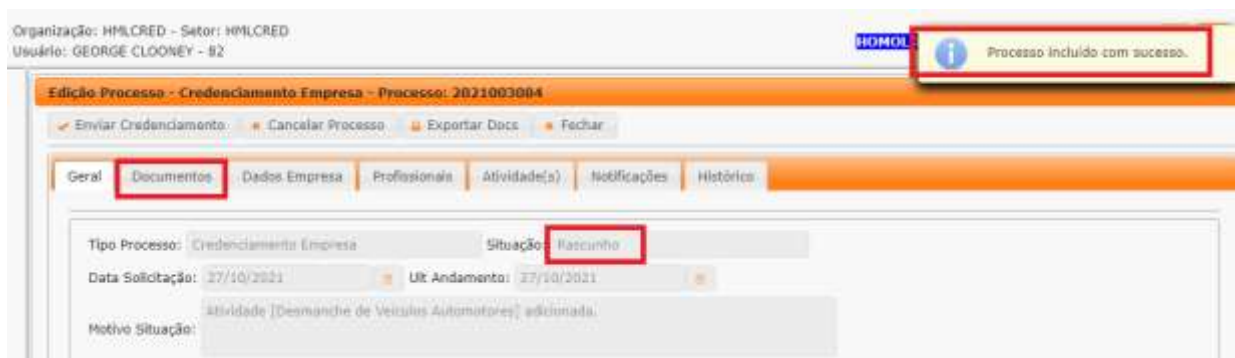 Organização: HMLCRED - Setor: HMLCRED
Usuário: GEORGE CLOONEY - 82
HOMOL
Processo incluído com sucesso.
Edição Processo - Credenciamento Empresa - Processo: 2021003004
Enviar Credenciamento Cancelar Processo Exportar Docs Fechar
Geral Documentos Dados Empresa Profissionais Atividade(s) Notificações Histórico
Tipo Processo: Credenciamento Empresa Situação: Rascunho
Data Solicitação: 27/10/2021 Ult Andamento: 27/10/2021
Atividade [Desmanche de Veículos Automotores] adicionada.
Motivo Situação: